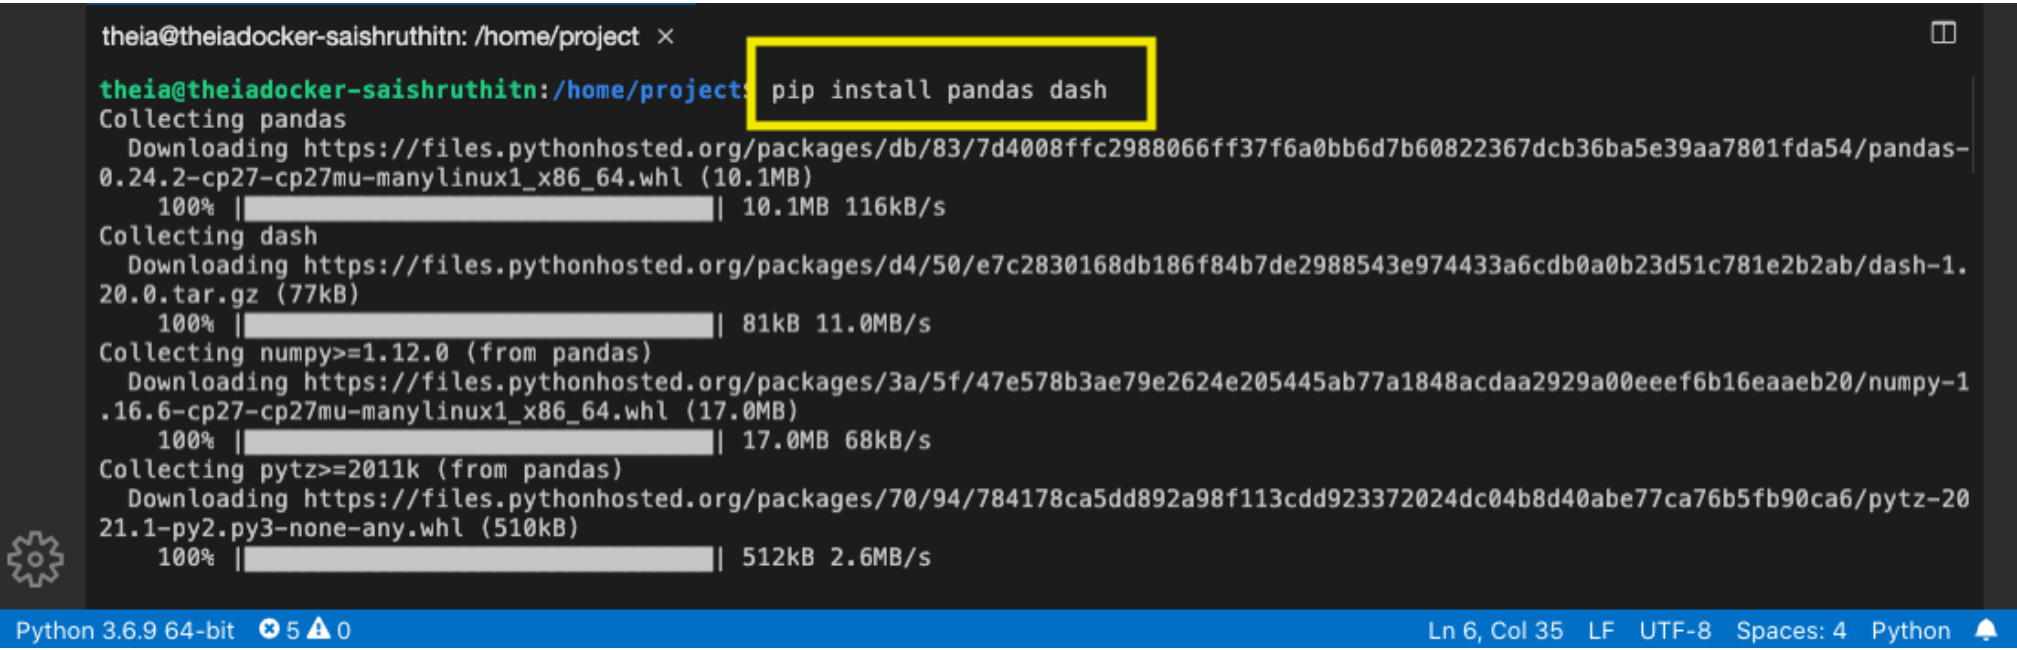 theia@theiadocker-saishruthitn: /home/project ×
theia@theiadocker-saishruthitn:/home/project$ pip install pandas dash
Collecting pandas
  Downloading https://files.pythonhosted.org/packages/db/83/7d4008ffc2988066ff37f6a0bb6d7b60822367dcb36ba5e39aa7801fda54/pandas-
0.24.2-cp27-cp27mu-manylinux1_x86_64.whl (10.1MB)
    100% |████████████████████████████████| 10.1MB 116kB/s
Collecting dash
  Downloading https://files.pythonhosted.org/packages/d4/50/e7c2830168db186f84b7de2988543e974433a6cdb0a0b23d51c781e2b2ab/dash-1.
20.0.tar.gz (77kB)
    100% |████████████████████████████████| 81kB 11.0MB/s
Collecting numpy>=1.12.0 (from pandas)
  Downloading https://files.pythonhosted.org/packages/3a/5f/47e578b3ae79e2624e205445ab77a1848acdaa2929a00eeef6b16eaaeb20/numpy-1
.16.6-cp27-cp27mu-manylinux1_x86_64.whl (17.0MB)
    100% |████████████████████████████████| 17.0MB 68kB/s
Collecting pytz>=2011k (from pandas)
  Downloading https://files.pythonhosted.org/packages/70/94/784178ca5dd892a98f113cdd923372024dc04b8d40abe77ca76b5fb90ca6/pytz-20
21.1-py2.py3-none-any.whl (510kB)
    100% |████████████████████████████████| 512kB 2.6MB/s
Python 3.6.9 64-bit 5 0 Ln 6, Col 35 LF UTF-8 Spaces: 4 Python